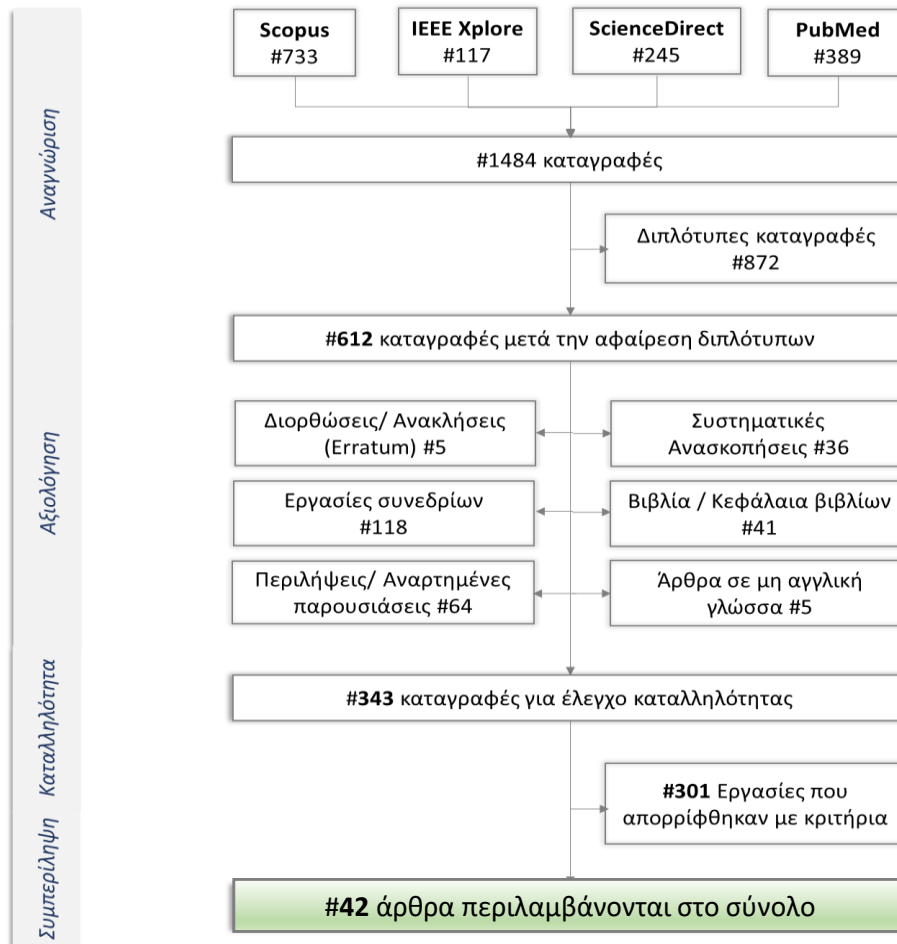 Scopus
#733
IEEE Xplore
#117
ScienceDirect
#245
PubMed
#389
Αναγνώριση
#1484 καταγραφές
Διπλότυπες καταγραφές
#872
#612 καταγραφές μετά την αφαίρεση διπλότυπων
Αξιολόγηση
Διορθώσεις/ Ανακλήσεις
(Erratum) #5
Συστηματικές
Ανασκοπήσεις #36
Εργασίες συνεδρίων
#118
Βιβλία / Κεφάλαια βιβλίων
#41
Περιλήψεις/ Αναρτημένες
παρουσιάσεις #64
Άρθρα σε μη αγγλική
γλώσσα #5
Καταλληλότητα
#343 καταγραφές για έλεγχο καταλληλότητας
#301 Εργασίες που
απορρίφθηκαν με κριτήρια
Συμπερίληψη
#42 άρθρα περιλαμβάνονται στο σύνολο